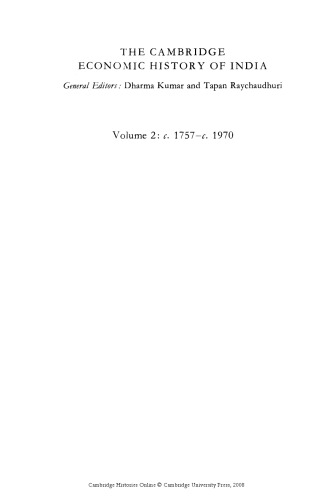 THE CAMBRIDGE
ECONOMIC HISTORY OF INDIA
General Editors: Dharma Kumar and Tapan Raychaudhuri
Volume 2: c. 1757–c. 1970
Cambridge Histories Online © Cambridge University Press, 2008